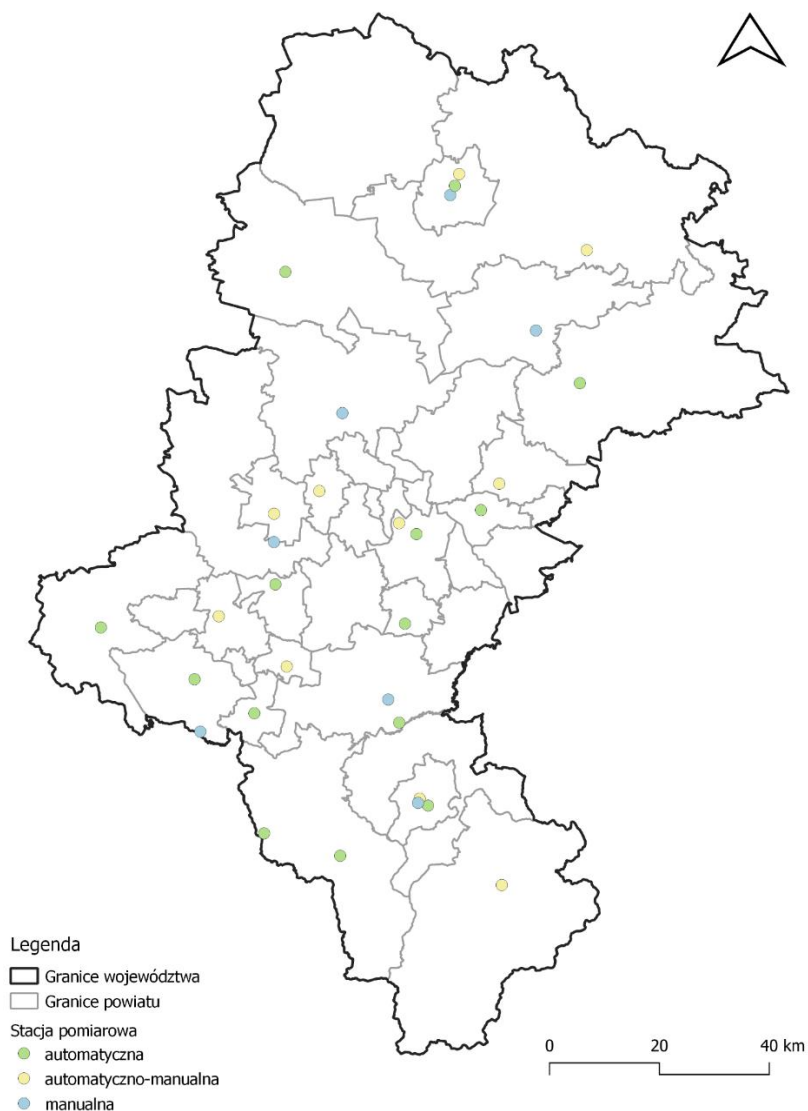 Legenda
Granice województwa
Granice powiatu
Stacja pomiarowa
automatyczna
automatyczno-manualna
manualna
0 20 40 km